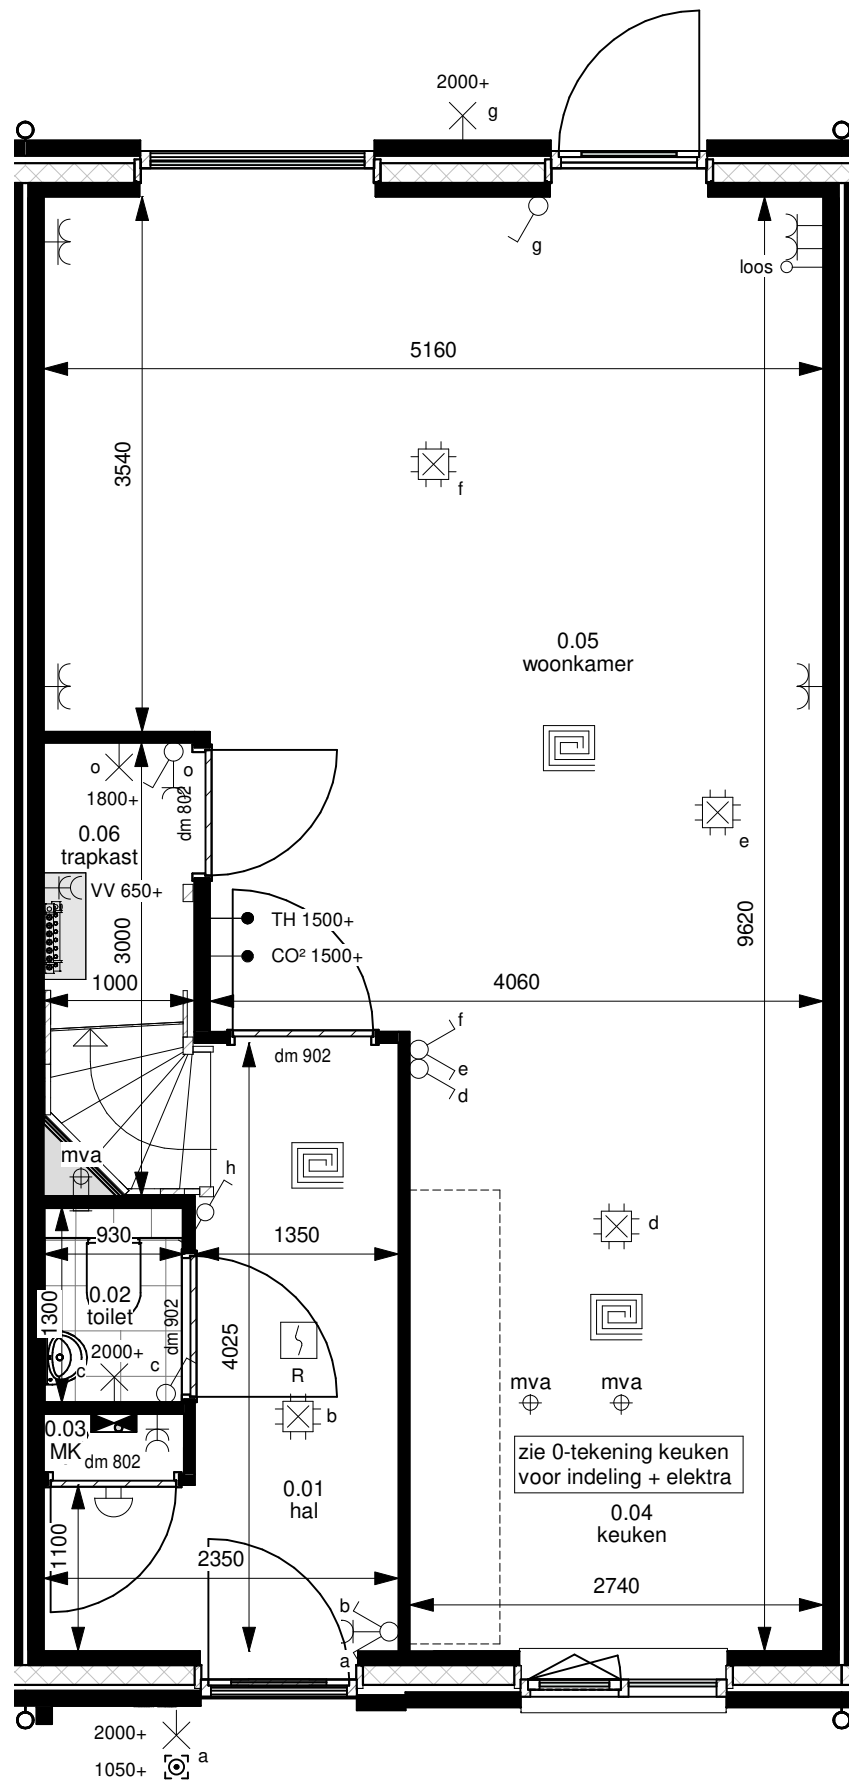 2000+
g
g
loos
5160
3540
f
0.05
woonkamer
o
o
1800+
dm 802
0.06
trapkast
e
VV 650+
3000
TH 1500+
9620
CO² 1500+
1000
4060
f
dm 902
e
d
mva
h
930
1350
d
0.02
toilet
1300
dm 902
4025
2000+
c
c
R
mva
mva
b
0.03
MK
dm 802
zie 0-tekening keuken
voor indeling + elektra
0.01
hal
0.04
keuken
1100
2350
2740
b
a
2000+
a
1050+